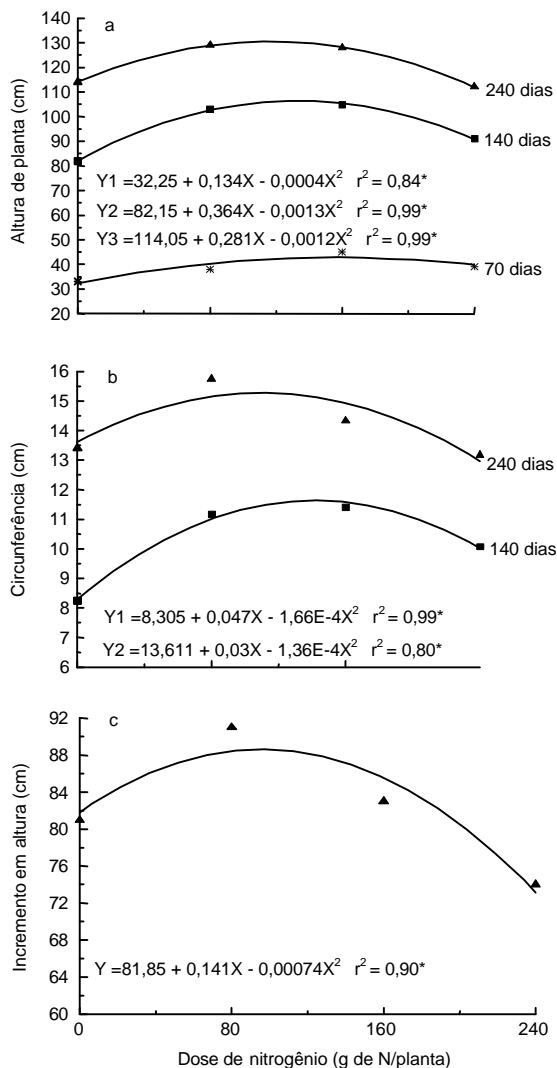 a
Altura de planta (cm)
130
120
110
100
90
80
70
60
50
40
30
20
240 dias
140 dias
Y1 =32,25 + 0,134X - 0,0004X² r² = 0,84*
Y2 =82,15 + 0,364X - 0,0013X² r² = 0,99*
Y3 =114,05 + 0,281X - 0,0012X² r² = 0,99*
70 dias
b
Circunferência (cm)
16
15
14
13
12
11
10
9
8
7
6
240 dias
140 dias
Y1 =8,305 + 0,047X - 1,66E-4X² r² = 0,99*
Y2 =13,611 + 0,03X - 1,36E-4X² r² = 0,80*
c
Incremento em altura (cm)
92
88
84
80
76
72
68
64
60
Y =81,85 + 0,141X - 0,00074X² r² = 0,90*
0 80 160 240
Dose de nitrogênio (g de N/planta)